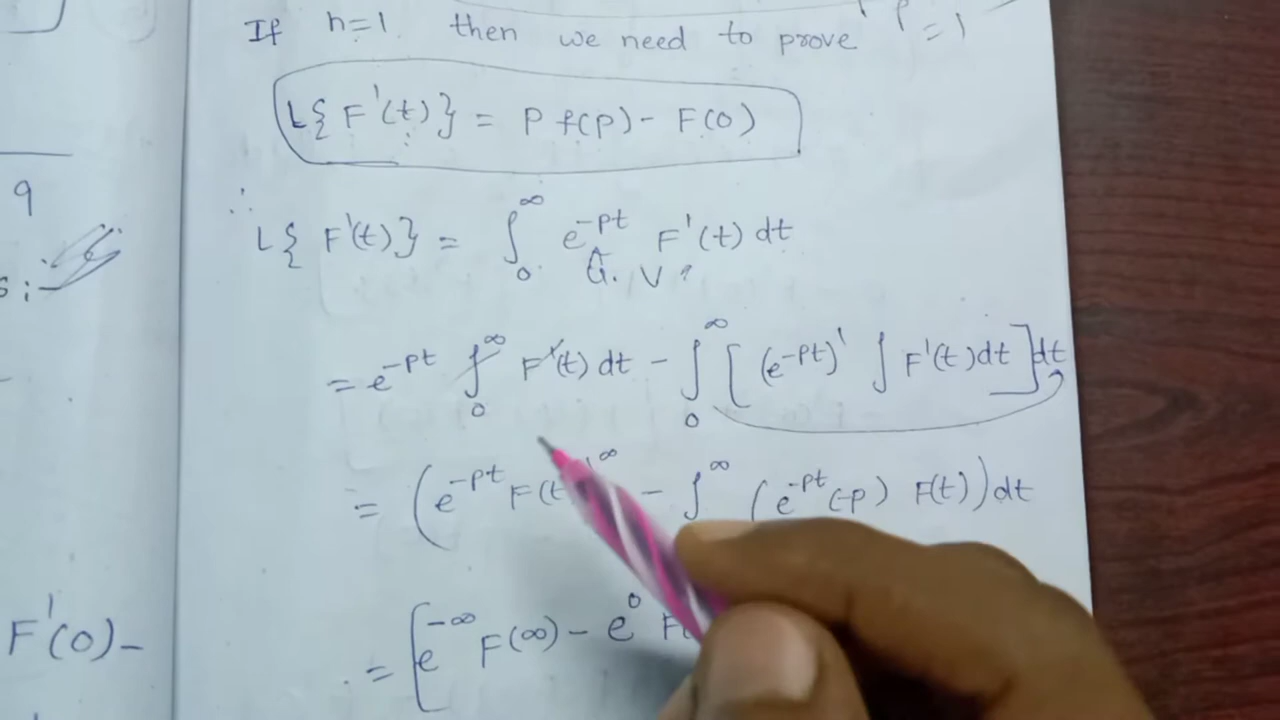 If n=1 then we need to prove P=1
L{F'(t)} = P f(p) - F(0)
9
∴ L{F'(t)} = ∫₀^∞ e^-pt F'(t) dt
s:
= e^-pt ∫₀^∞ F'(t) dt - ∫₀^∞ [(e^-pt)' ∫ F'(t)dt] dt
= (e^-pt F(t ^∞ - ∫^∞ (e^-pt (-p) F(t)) dt
F'(0)-
= [e^-∞ F(∞) - e^0 F(